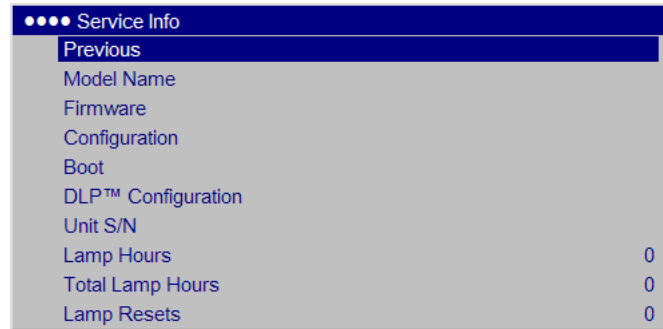 ●●●● Service Info
Previous
Model Name
Firmware
Configuration
Boot
DLP™ Configuration
Unit S/N
Lamp Hours 0
Total Lamp Hours 0
Lamp Resets 0